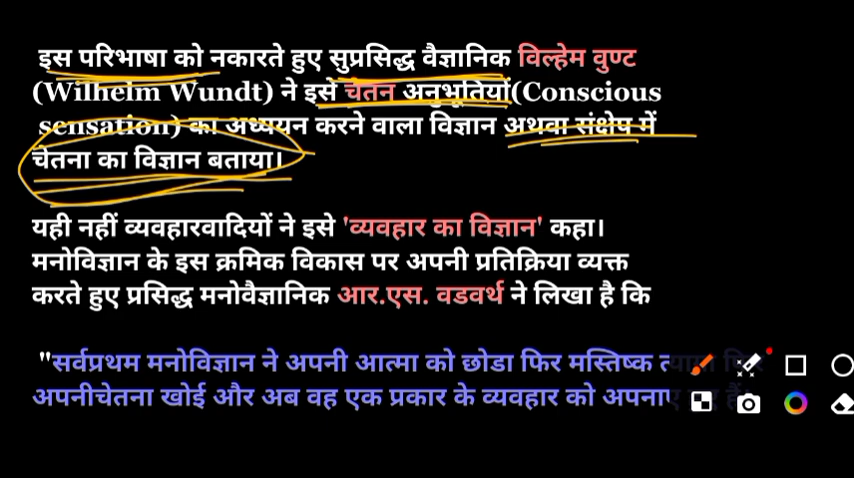 इस परिभाषा को नकारते हुए सुप्रसिद्ध वैज्ञानिक विल्हेम वुण्ट
(Wilhelm Wundt) ने इसे चेतन अनुभूतियों(Conscious
sensation) का अध्ययन करने वाला विज्ञान अथवा संक्षेप में
चेतना का विज्ञान बताया।
यही नहीं व्यवहारवादियों ने इसे 'व्यवहार का विज्ञान' कहा।
मनोविज्ञान के इस क्रमिक विकास पर अपनी प्रतिक्रिया व्यक्त
करते हुए प्रसिद्ध मनोवैज्ञानिक आर.एस. वडवर्थ ने लिखा है कि
"सर्वप्रथम मनोविज्ञान ने अपनी आत्मा को छोडा फिर मस्तिष्क
अपनीचेतना खोई और अब वह एक प्रकार के व्यवहार को